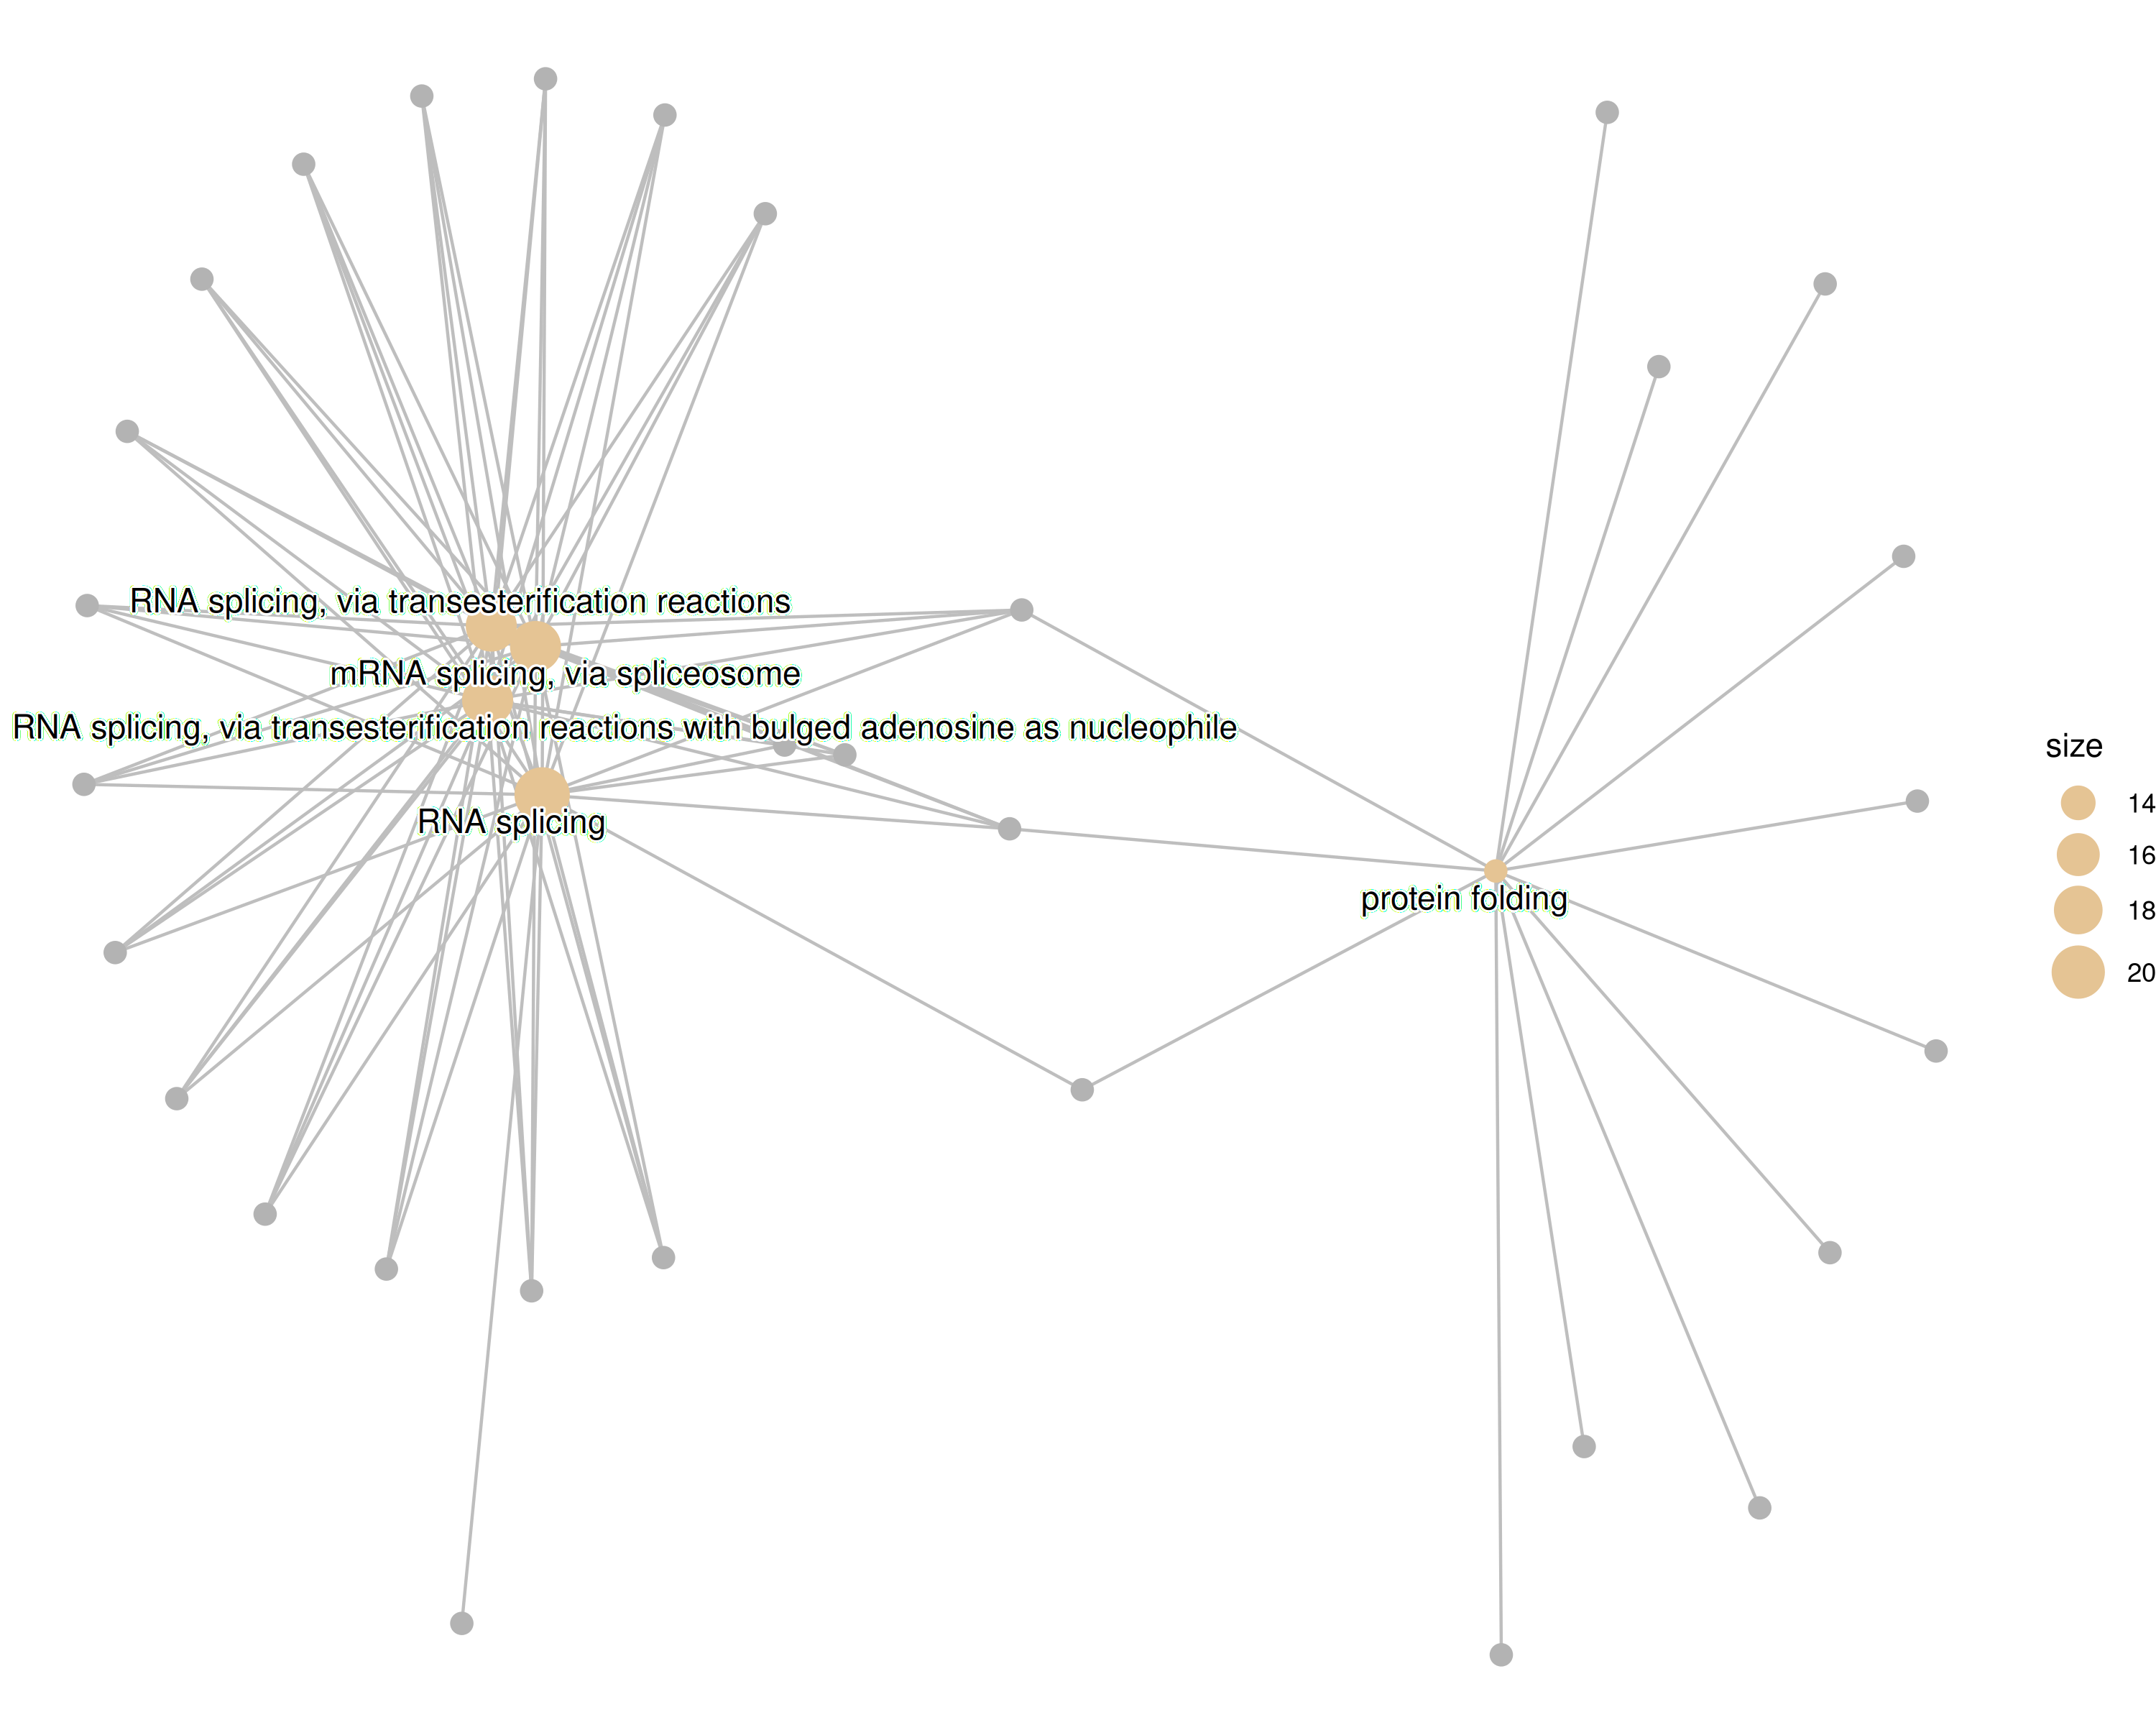 RNA splicing, via transesterification reactions
mRNA splicing, via spliceosome
RNA splicing, via transesterification reactions with bulged adenosine as nucleophile
RNA splicing
protein folding
size
14
16
18
20